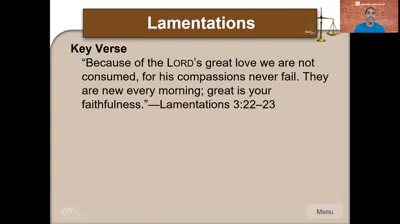 Lamentations
Key Verse
“Because of the LORD’s great love we are not
consumed, for his compassions never fail. They
are new every morning; great is your
faithfulness.”—Lamentations 3:22–23
Menu